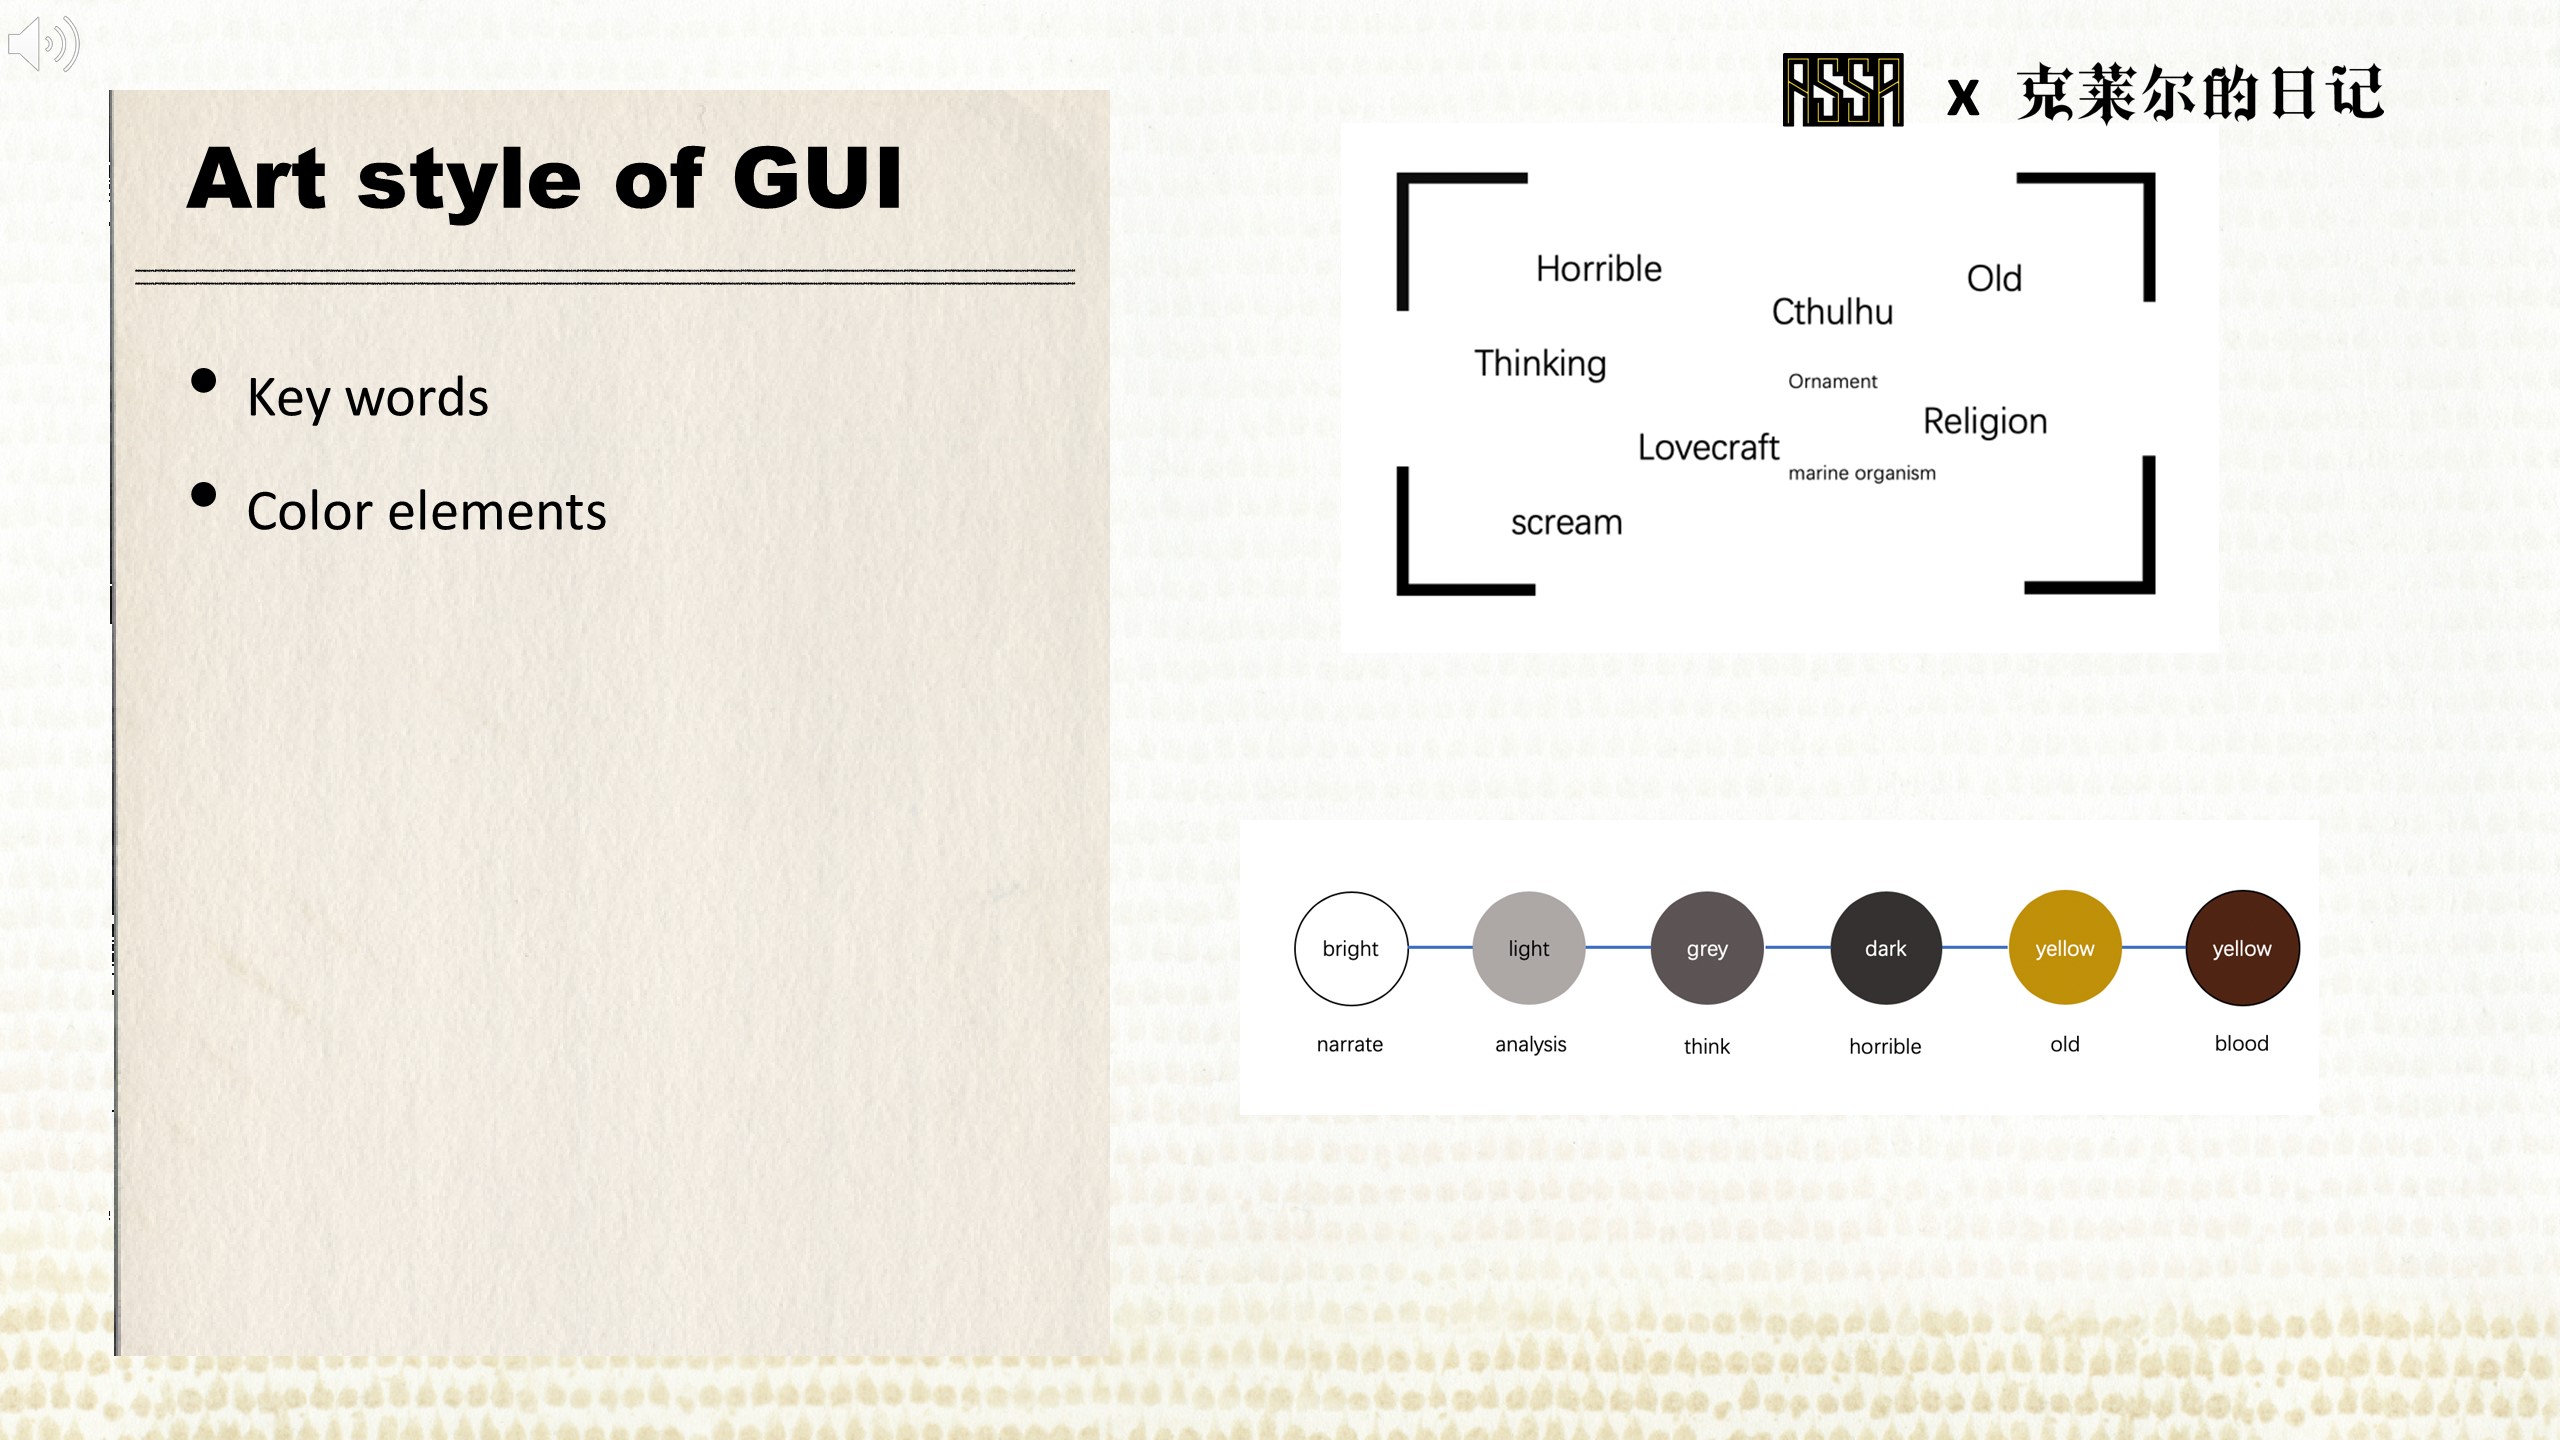 ASSA x 克莱尔的日记
Art style of GUI
• Key words
• Color elements
Horrible
Old
Cthulhu
Thinking
Ornament
Religion
Lovecraft
marine organism
scream
bright light grey dark yellow yellow
narrate analysis think horrible old blood